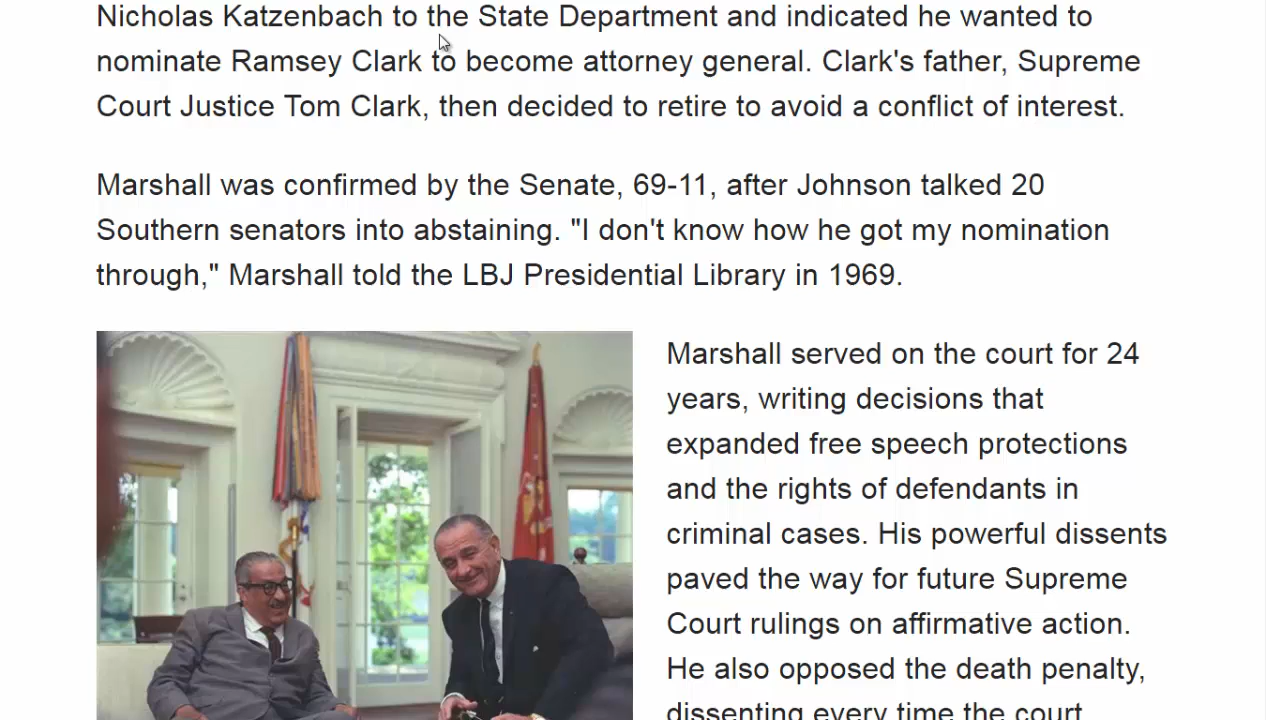 Nicholas Katzenbach to the State Department and indicated he wanted to
nominate Ramsey Clark to become attorney general. Clark's father, Supreme
Court Justice Tom Clark, then decided to retire to avoid a conflict of interest.
Marshall was confirmed by the Senate, 69-11, after Johnson talked 20
Southern senators into abstaining. "I don't know how he got my nomination
through," Marshall told the LBJ Presidential Library in 1969.
Marshall served on the court for 24
years, writing decisions that
expanded free speech protections
and the rights of defendants in
criminal cases. His powerful dissents
paved the way for future Supreme
Court rulings on affirmative action.
He also opposed the death penalty,
dissenting every time the court